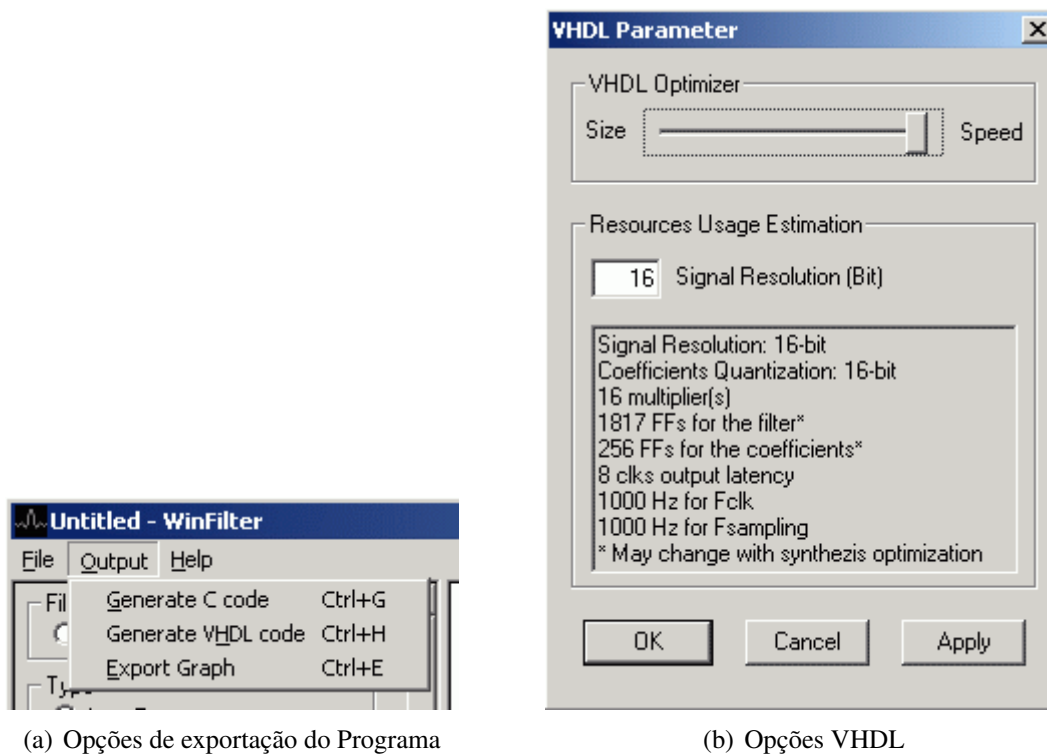 Untitled - WinFilter
File Output Help
Generate C code Ctrl+G
Generate VHDL code Ctrl+H
Export Graph Ctrl+E
(a) Opções de exportação do Programa
VHDL Parameter
VHDL Optimizer
Size Speed
Resources Usage Estimation
16 Signal Resolution (Bit)
Signal Resolution: 16-bit
Coefficients Quantization: 16-bit
16 multiplier(s)
1817 FFs for the filter*
256 FFs for the coefficients*
8 clks output latency
1000 Hz for Fclk
1000 Hz for Fsampling
* May change with synthezis optimization
OK Cancel Apply
(b) Opções VHDL